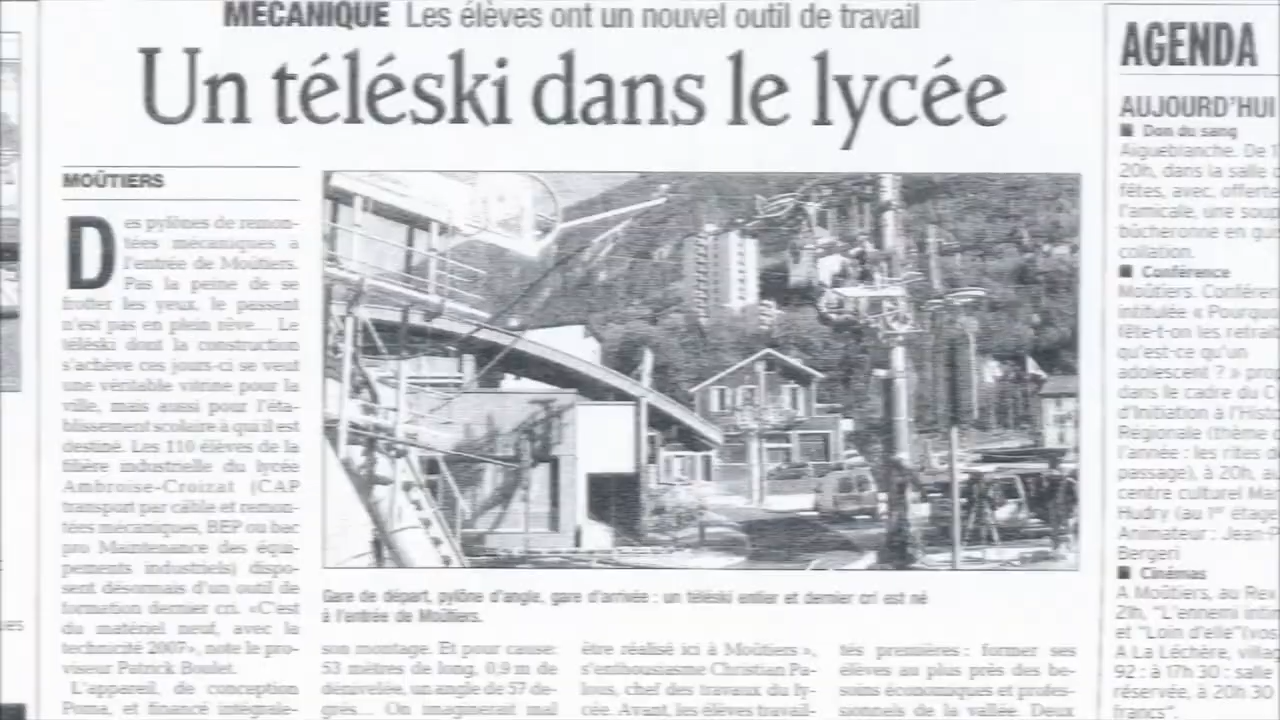 MÉCANIQUE Les élèves ont un nouvel outil de travail
Un téléski dans le lycée
MOÛTIERS
Des pylônes de remon-
tées mécaniques à
l'entrée de Moûtiers.
Pas la peine de se
frotter les yeux, le passant
n'est pas en plein rêve... Le
téléski dont la construction
s'achève ces jours-ci se veut
une véritable vitrine pour la
ville, mais aussi pour l'éta-
blissement scolaire à qui il est
destiné. Les 110 élèves de la
filière industrielle du lycée
Ambroise-Croizat (CAP
transport par câble et remon-
tées mécaniques, BEP ou bac
pro Maintenance des équi-
pements industriels) dispo-
sent désormais d'un outil de
formation dernier cri. «C'est
du matériel neuf, avec la
technicité 2007», note le pro-
viseur Patrick Boulet.
L'appareil, de conception
Poma, et financé intégrale-
Gare de départ, pylône d'angle, gare d'arrivée : un téléski entier et dernier cri est né
à l'entrée de Moûtiers.
son montage. Et pour cause:
53 mètres de long, 0,9 m de
dénivelée, un angle de 57 de-
grés... On imaginerait mal
être réalisé ici à Moûtiers»,
s'enthousiasme Christian Pa-
lous, chef des travaux du ly-
cée. Avant, les élèves travail-
tés premières : former ses
élèves au plus près des be-
soins économiques et profes-
sionnels de la vallée. Deux
AGENDA
AUJOURD'HUI
■ Don du sang
Aigueblanche. De 1
20h, dans la salle d
fêtes, avec, offerte
l'amicale, une soup
bûcheronne en gui
collation.
■ Conférence
Moûtiers. Conféren
intitulée « Pourquo
fête-t-on les retrait
qu'est-ce qu'un
adolescent ? » pro
dans le cadre du C
d'Initiation à l'Histo
Régionale (thème d
l'année : les rites d
passage), à 20h, au
centre culturel Mar
Hudry (au 1er étage
Animateur : Jean-P
Bergeri
■ Cinémas
A Moûtiers, au Rex
21h, "L'ennemi intim
et "Loin d'elle"(vos
A La Léchère, villa
92 : à 17h 30 : salle
réservée, à 20h 30
francs".